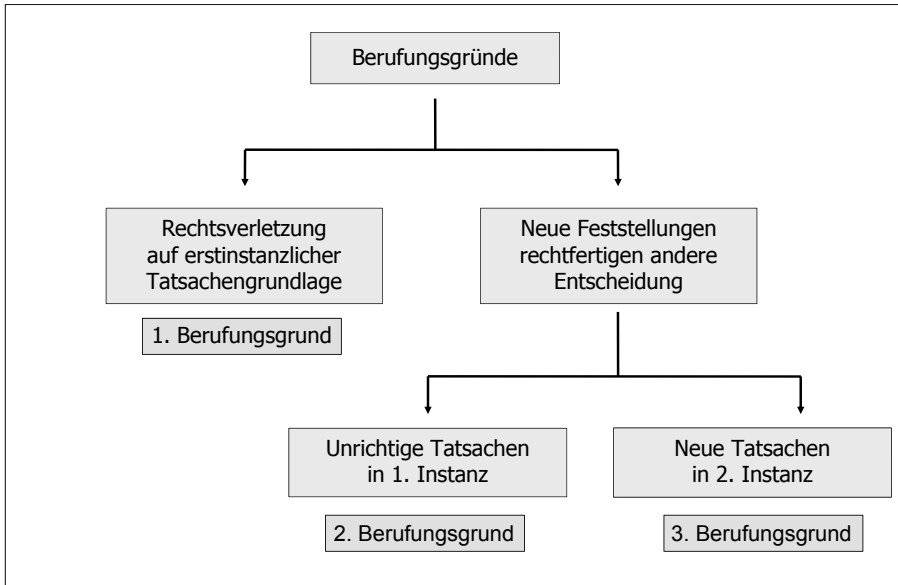 Berufungsgründe
Rechtsverletzung
auf erstinstanzlicher
Tatsachengrundlage
1. Berufungsgrund
Neue Feststellungen
rechtfertigen andere
Entscheidung
Unrichtige Tatsachen
in 1. Instanz
2. Berufungsgrund
Neue Tatsachen
in 2. Instanz
3. Berufungsgrund